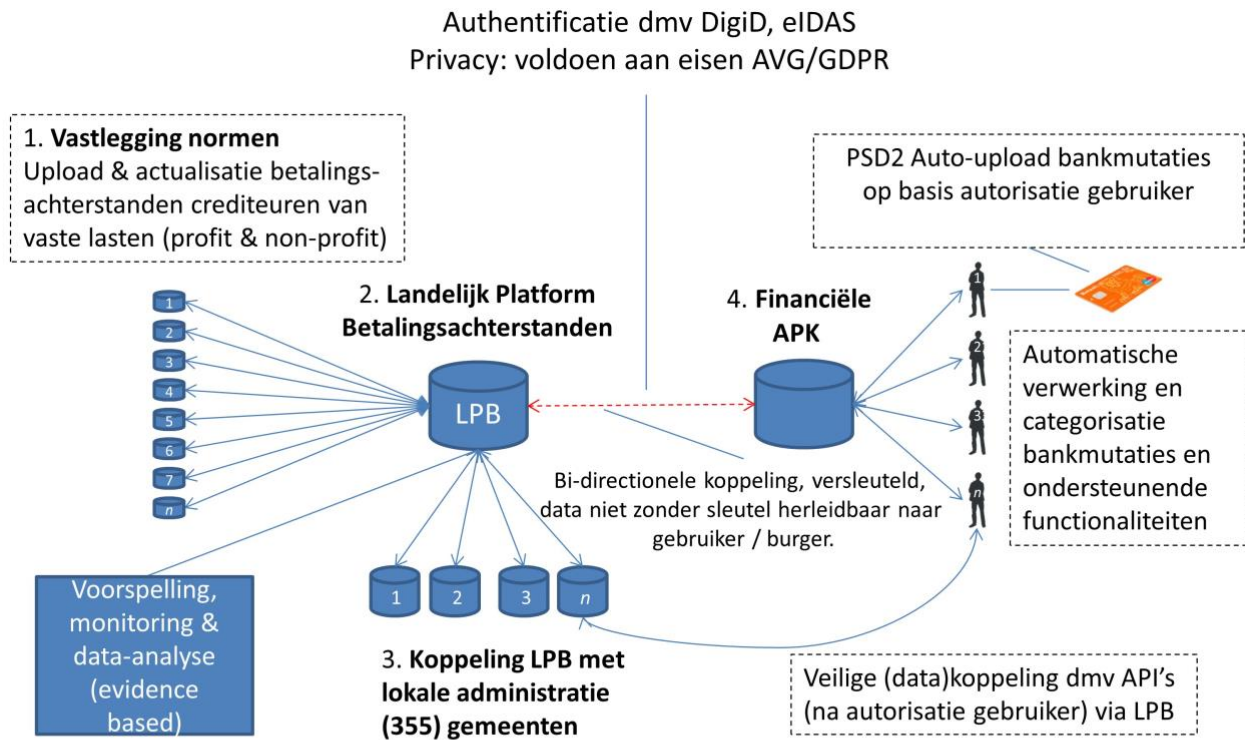 Authentificatie dmv DigiD, eIDAS
Privacy: voldoen aan eisen AVG/GDPR
1. Vastlegging normen
Upload & actualisatie betalings-
achterstanden crediteuren van
vaste lasten (profit & non-profit)
PSD2 Auto-upload bankmutaties
op basis autorisatie gebruiker
2. Landelijk Platform
Betalingsachterstanden
4. Financiële
APK
1
2
3
4
5
6
7
n
LPB
1
2
3
n
Automatische
verwerking en
categorisatie
bankmutaties en
ondersteunende
functionaliteiten
Bi-directionele koppeling, versleuteld,
data niet zonder sleutel herleidbaar naar
gebruiker / burger.
Voorspelling,
monitoring &
data-analyse
(evidence
based)
1
2
3
n
3. Koppeling LPB met
lokale administratie
(355) gemeenten
Veilige (data)koppeling dmv API's
(na autorisatie gebruiker) via LPB